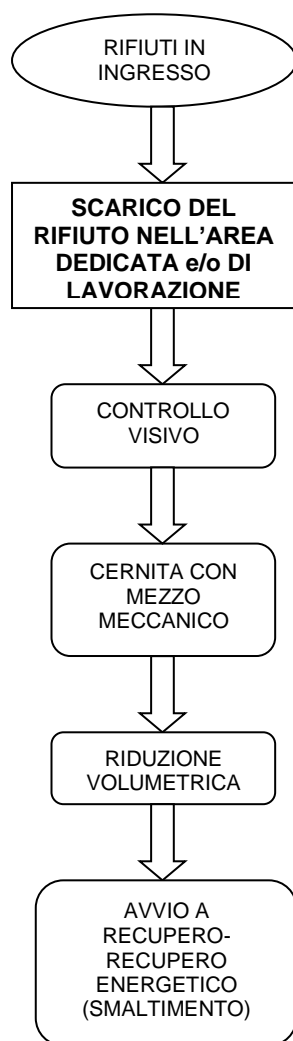 RIFIUTI IN
INGRESSO
SCARICO DEL
RIFIUTO NELL’AREA
DEDICATA e/o DI
LAVORAZIONE
CONTROLLO
VISIVO
CERNITA CON
MEZZO
MECCANICO
RIDUZIONE
VOLUMETRICA
AVVIO A
RECUPERO-
RECUPERO
ENERGETICO
(SMALTIMENTO)